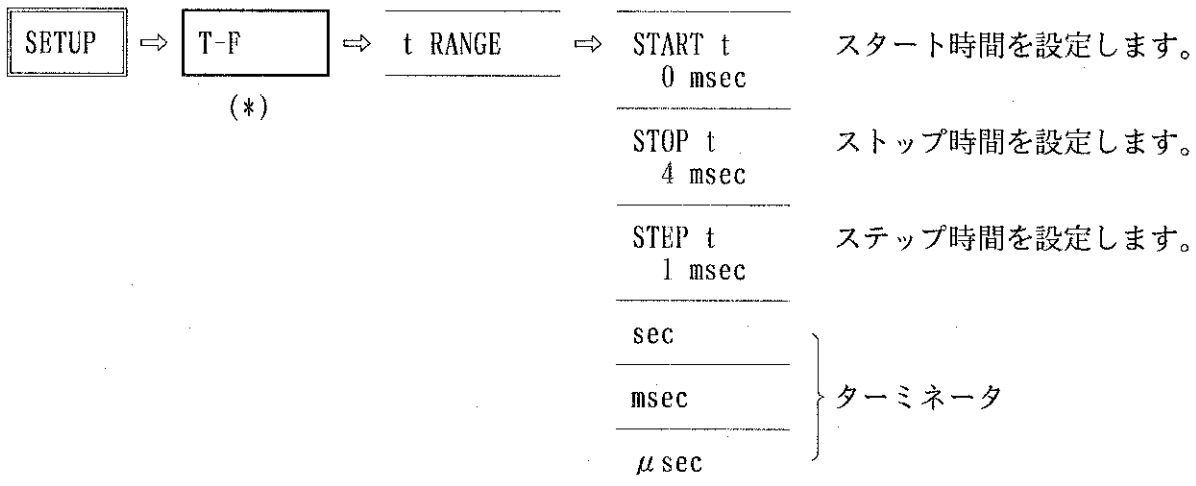 SETUP ⇨ T-F ⇨ t RANGE ⇨ START t スタート時間を設定します。
0 msec
(*)
STOP t ストップ時間を設定します。
4 msec
STEP t ステップ時間を設定します。
1 msec
sec
msec ターミネータ
μsec